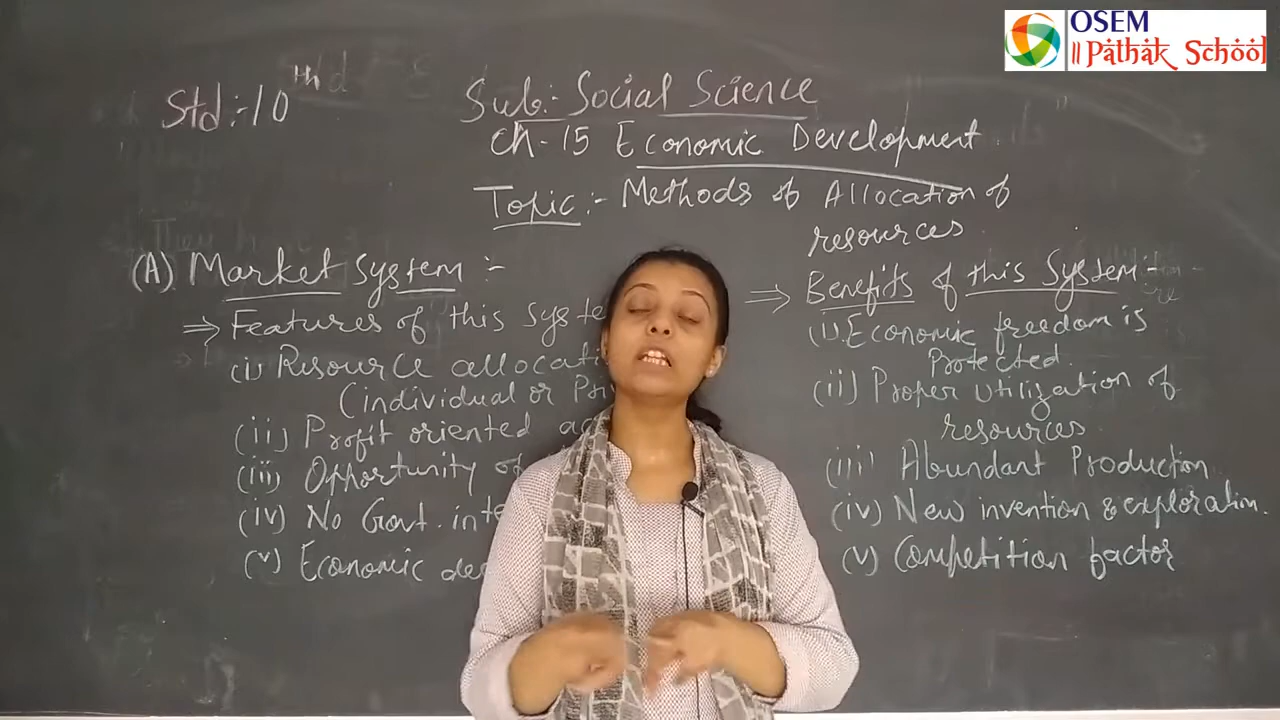 OSEM
॥ Pathak School
Std:-10th
Sub:- Social Science
Ch-15 Economic Development
Topic:- Methods of Allocation of
resources
(A) Market System :-
⇒ Features of this Syste
(i) Resource allocati
(individual or Pri
(ii) Profit oriented ac
(iii) Opportunity of
(iv) No Govt. inte
(v) Economic de
⇒ Benefits of this System:-
(i). Economic freedom is
Protected.
(ii) Proper utilization of
resources.
(iii) Abundant Production
(iv) New invention & exploration.
(v) Competition factor